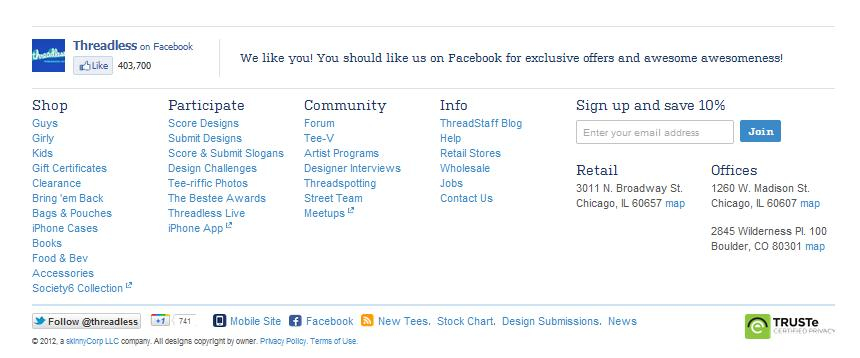 threadless
Threadless on Facebook
Like 403,700
We like you! You should like us on Facebook for exclusive offers and awesome awesomeness!
Shop
Guys
Girly
Kids
Gift Certificates
Clearance
Bring 'em Back
Bags & Pouches
iPhone Cases
Books
Food & Bev
Accessories
Society6 Collection
Participate
Score Designs
Submit Designs
Score & Submit Slogans
Design Challenges
Tee-riffic Photos
The Bestee Awards
Threadless Live
iPhone App
Community
Forum
Tee-V
Artist Programs
Designer Interviews
Threadspotting
Street Team
Meetups
Info
ThreadStaff Blog
Help
Retail Stores
Wholesale
Jobs
Contact Us
Sign up and save 10%
Enter your email address Join
Retail
3011 N. Broadway St.
Chicago, IL 60657 map
Offices
1260 W. Madison St.
Chicago, IL 60607 map
2845 Wilderness Pl. 100
Boulder, CO 80301 map
Follow @threadless +1 741 Mobile Site Facebook New Tees. Stock Chart. Design Submissions. News
TRUSTe
CERTIFIED PRIVACY
© 2012, a skinnyCorp LLC company. All designs copyright by owner. Privacy Policy. Terms of Use.